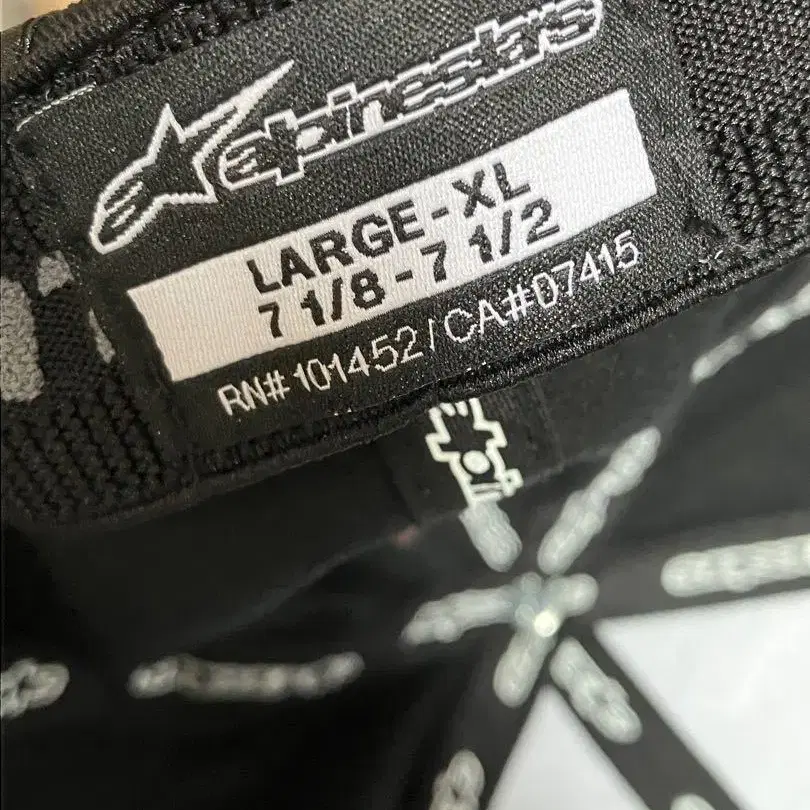 alpinestars
LARGE - XL
7 1/8 - 7 1/2
RN# 101452 / CA#07415